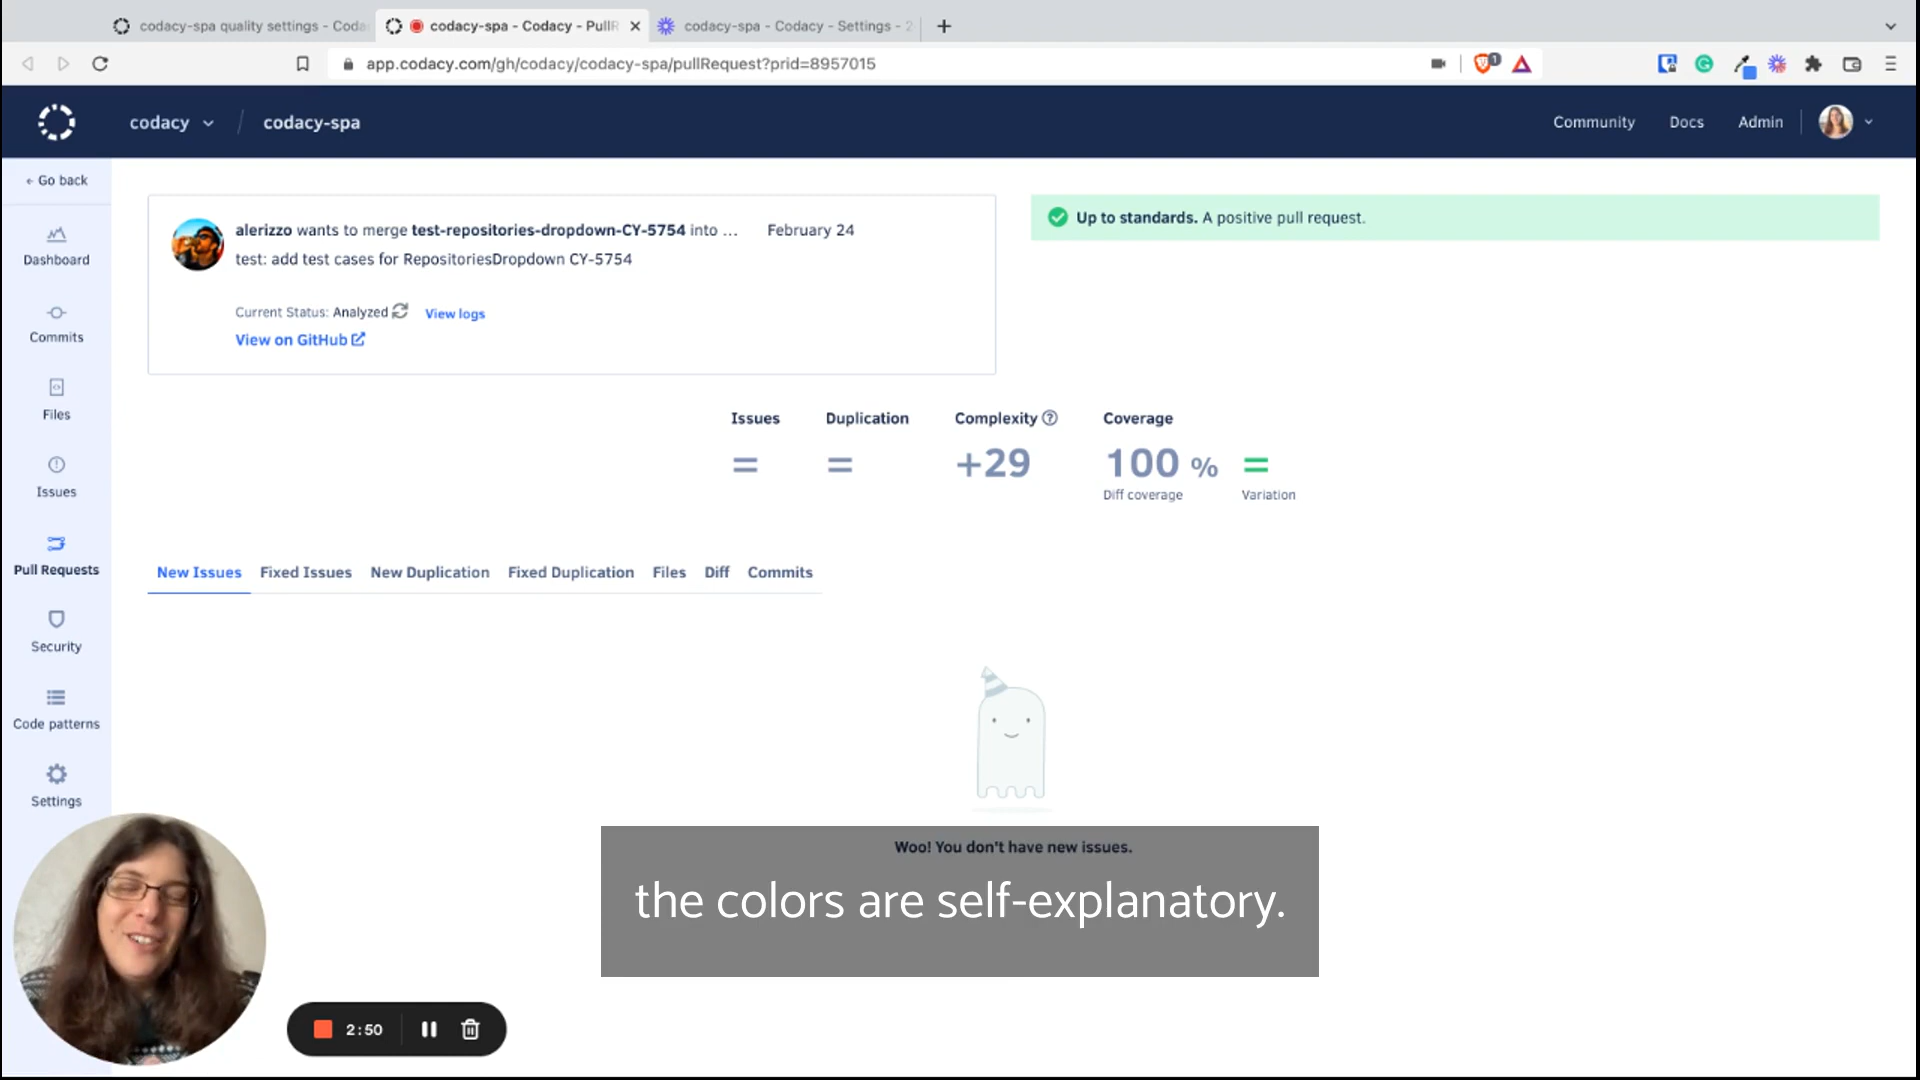 codacy-spa quality settings - Coda
codacy-spa - Codacy - PullR
codacy-spa - Codacy - Settings - 2
app.codacy.com/gh/codacy/codacy-spa/pullRequest?prid=8957015
1
codacy / codacy-spa
Community
Docs
Admin
Go back
Dashboard
Commits
Files
Issues
Pull Requests
Security
Code patterns
Settings
alerizzo wants to merge test-repositories-dropdown-CY-5754 into ... February 24
test: add test cases for RepositoriesDropdown CY-5754
Current Status: Analyzed View logs
View on GitHub
Up to standards. A positive pull request.
Issues Duplication Complexity Coverage
= = +29 100 % =
Diff coverage Variation
New Issues Fixed Issues New Duplication Fixed Duplication Files Diff Commits
Woo! You don't have new issues.
the colors are self-explanatory.
2:50